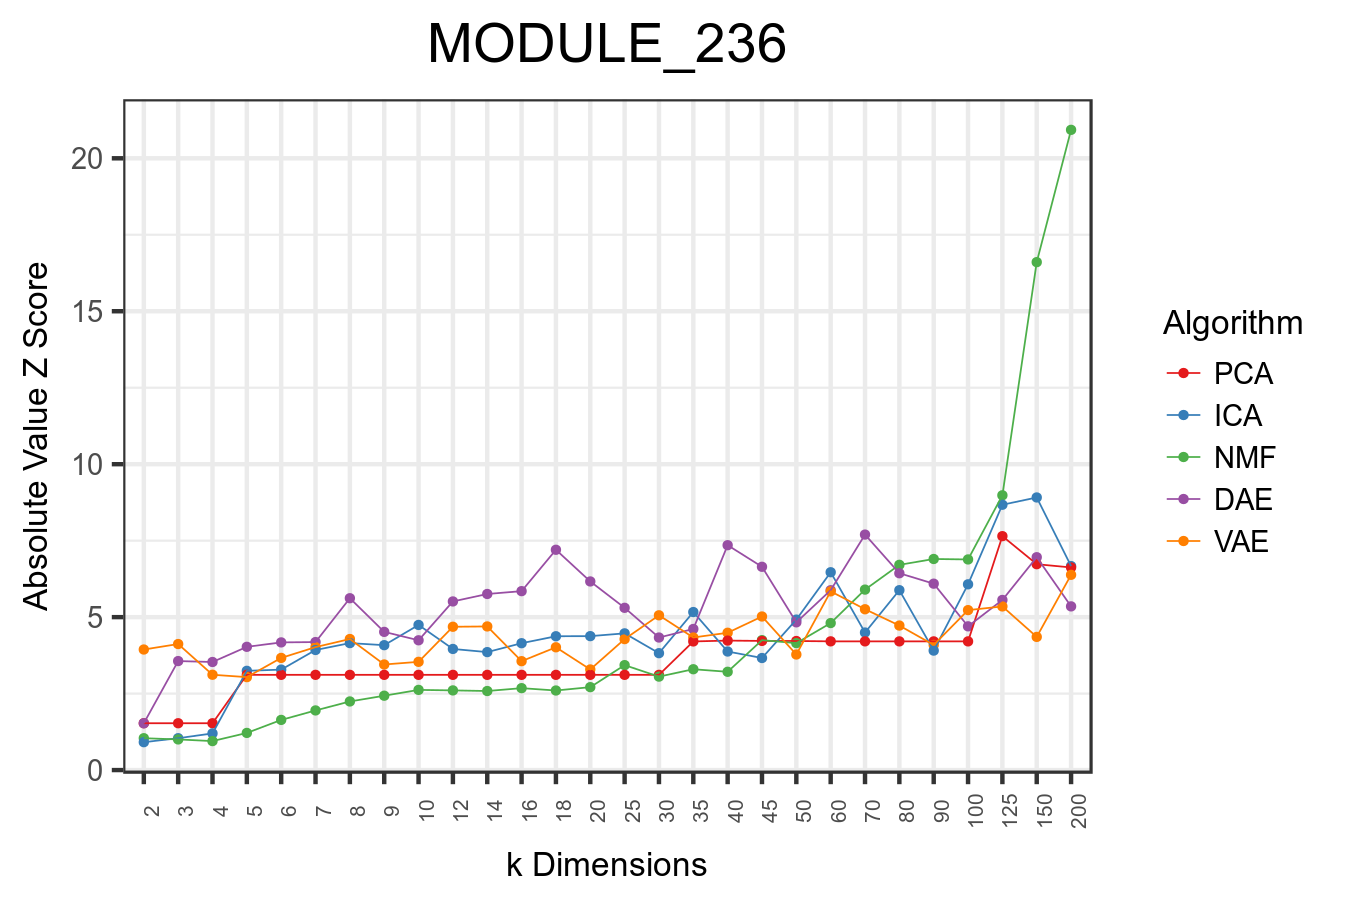 MODULE_236
Absolute Value Z Score
20
15
10
5
0
2 3 4 5 6 7 8 9 10 12 14 16 18 20 25 30 35 40 45 50 60 70 80 90 100 125 150 200
k Dimensions
Algorithm
PCA
ICA
NMF
DAE
VAE